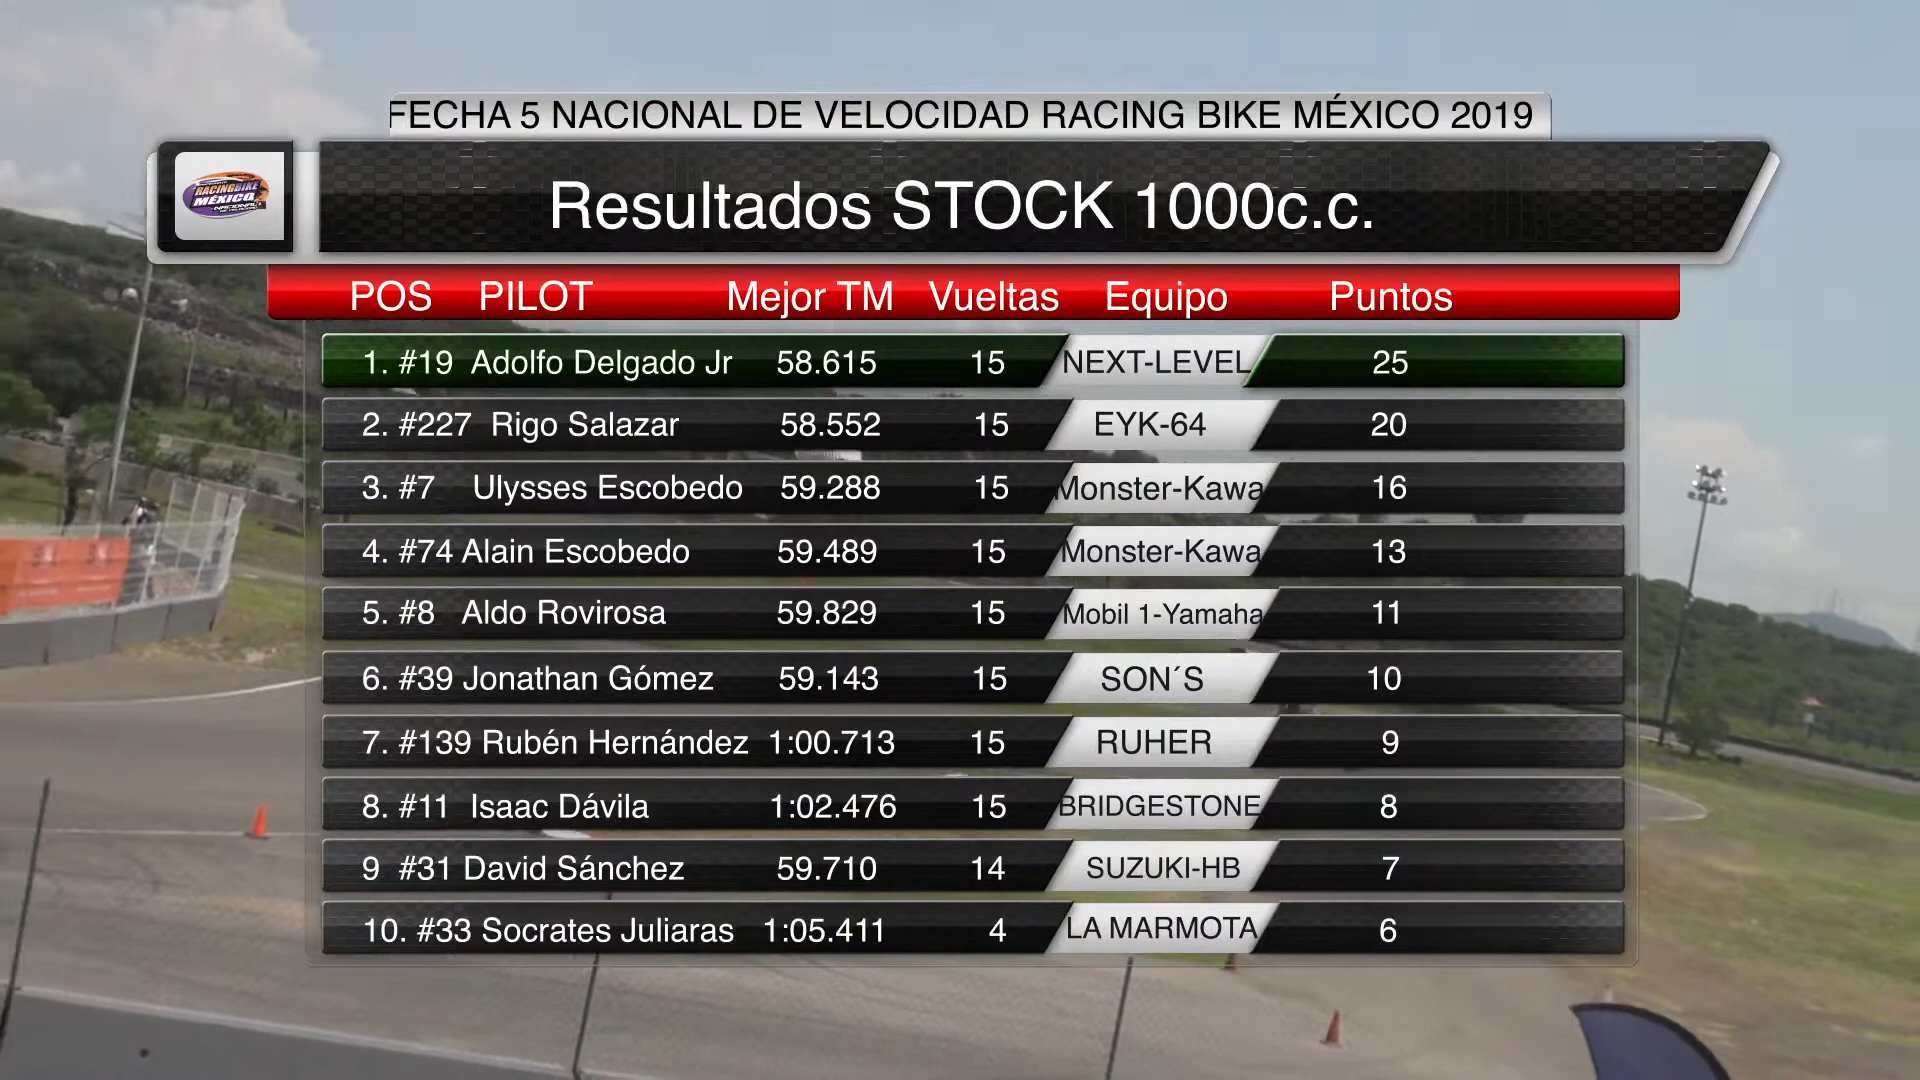 FECHA 5 NACIONAL DE VELOCIDAD RACING BIKE MÉXICO 2019
RACINGBIKE
MÉXICO
Resultados STOCK 1000c.c.
POS PILOT Mejor TM Vueltas Equipo Puntos
1. #19 Adolfo Delgado Jr 58.615 15 NEXT-LEVEL 25
2. #227 Rigo Salazar 58.552 15 EYK-64 20
3. #7 Ulysses Escobedo 59.288 15 Monster-Kawa 16
4. #74 Alain Escobedo 59.489 15 Monster-Kawa 13
5. #8 Aldo Rovirosa 59.829 15 Mobil 1-Yamaha 11
6. #39 Jonathan Gómez 59.143 15 SON´S 10
7. #139 Rubén Hernández 1:00.713 15 RUHER 9
8. #11 Isaac Dávila 1:02.476 15 BRIDGESTONE 8
9 #31 David Sánchez 59.710 14 SUZUKI-HB 7
10. #33 Socrates Juliaras 1:05.411 4 LA MARMOTA 6